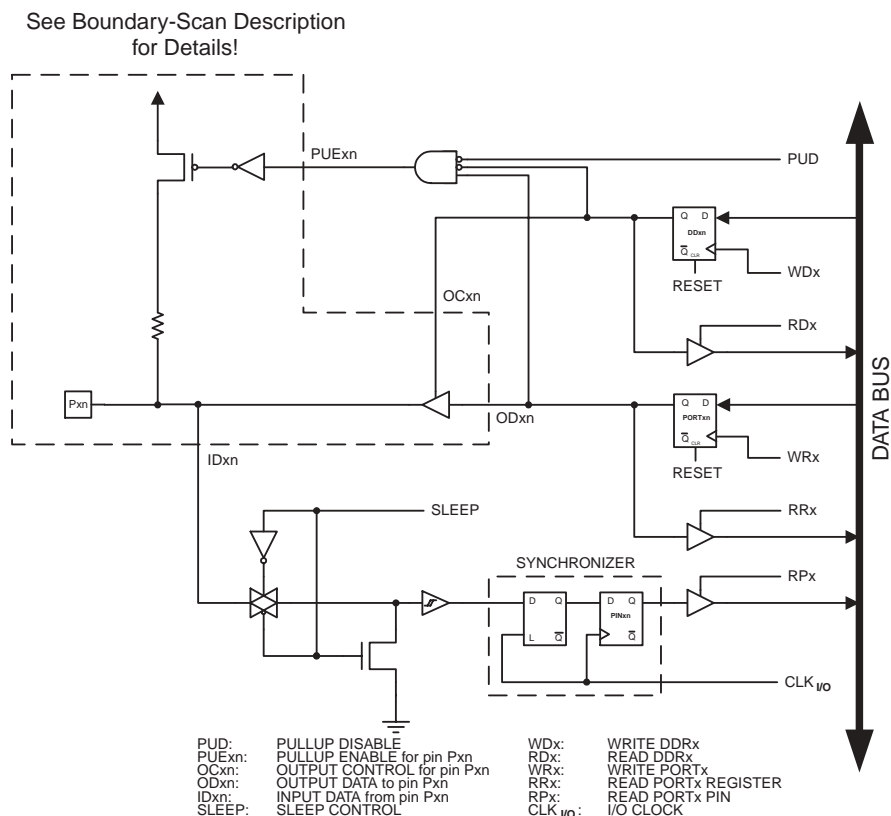 See Boundary-Scan Description
for Details!
PUExn
PUD
Q D
DDxn
Q CLR
WDx
RESET
OCxn
RDx
Pxn
ODxn
Q D
PORTxn
Q CLR
WRx
RESET
IDxn
SLEEP
RRx
SYNCHRONIZER
RPx
D Q
L Q
D Q
PINxn
Q
CLK I/O
DATA BUS
PUD: PULLUP DISABLE
PUExn: PULLUP ENABLE for pin Pxn
OCxn: OUTPUT CONTROL for pin Pxn
ODxn: OUTPUT DATA to pin Pxn
IDxn: INPUT DATA from pin Pxn
SLEEP: SLEEP CONTROL
WDx: WRITE DDRx
RDx: READ DDRx
WRx: WRITE PORTx
RRx: READ PORTx REGISTER
RPx: READ PORTx PIN
CLK I/O: I/O CLOCK